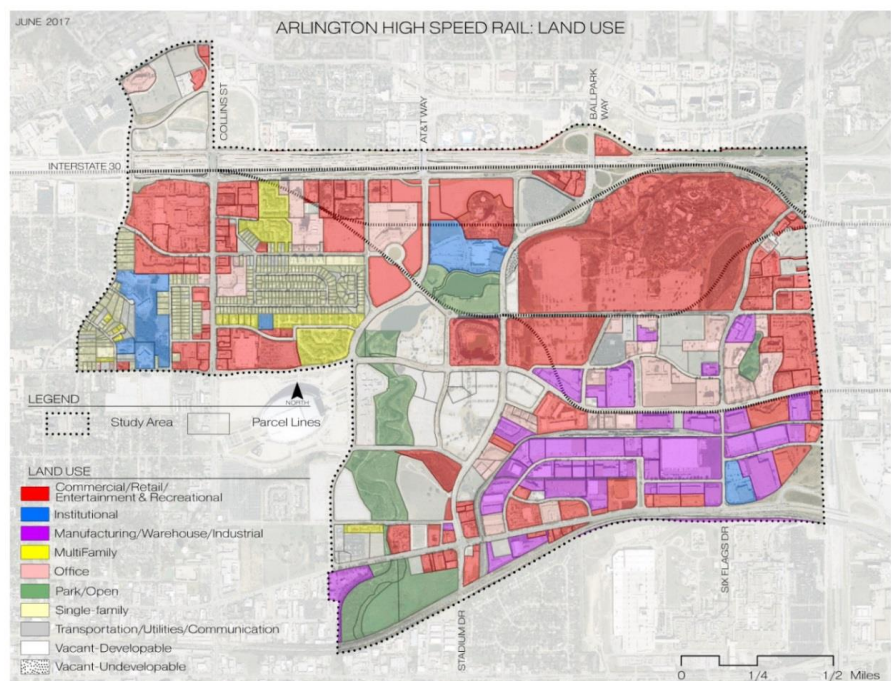 JUNE 2017
ARLINGTON HIGH SPEED RAIL: LAND USE
COLLINS ST
AT&T WAY
BALLPARK
WAY
INTERSTATE 30
NORTH
LEGEND
Study Area
Parcel Lines
LAND USE
Commercial/Retail/
Entertainment & Recreational
Institutional
Manufacturing/Warehouse/Industrial
MultiFamily
Office
Park/Open
Single-family
Transportation/Utilities/Communication
Vacant-Developable
Vacant-Undevelopable
STADIUM DR
SIX FLAGS DR
0 1/4 1/2 Miles